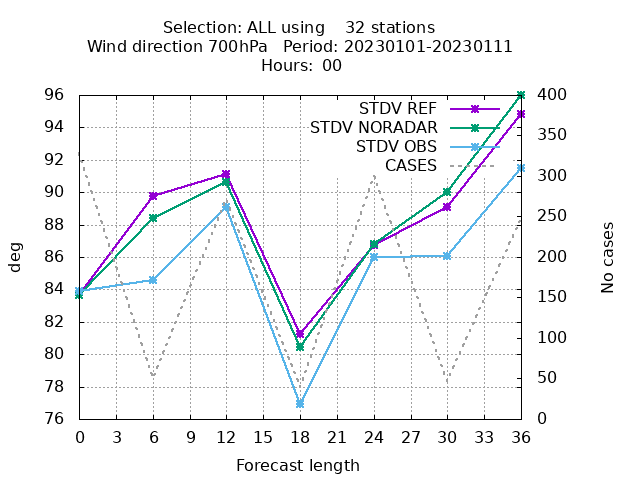 Selection: ALL using    32 stations
Wind direction 700hPa   Period: 20230101-20230111
Hours: 00
STDV REF
STDV NORADAR
STDV OBS
CASES
deg
96
94
92
90
88
86
84
82
80
78
76
No cases
400
350
300
250
200
150
100
50
0
0 3 6 9 12 15 18 21 24 27 30 33 36
Forecast length